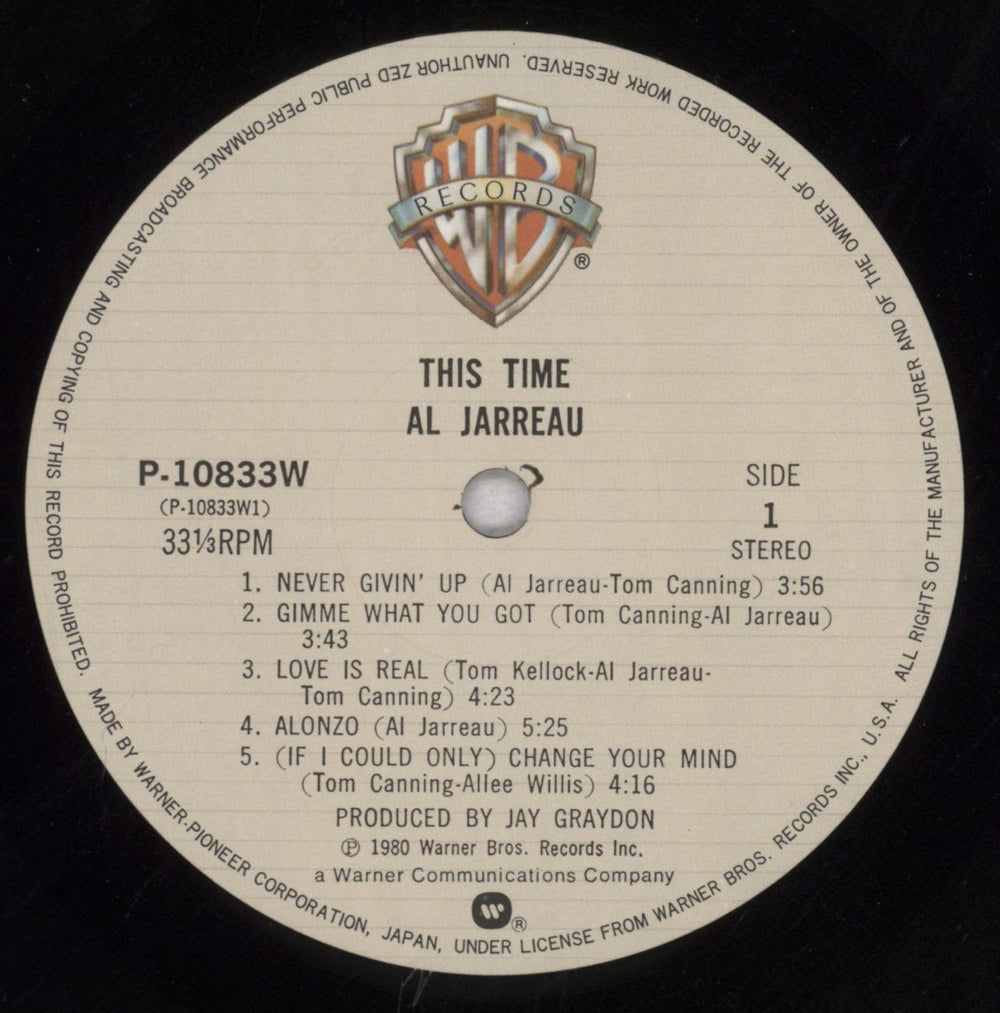 RECORDS
®
THIS TIME
AL JARREAU
P-10833W
(P-10833W1)
33⅓RPM
SIDE
1
STEREO
1. NEVER GIVIN' UP (Al Jarreau-Tom Canning) 3:56
2. GIMME WHAT YOU GOT (Tom Canning-Al Jarreau)
3:43
3. LOVE IS REAL (Tom Kellock-Al Jarreau-
Tom Canning) 4:23
4. ALONZO (Al Jarreau) 5:25
5. (IF I COULD ONLY) CHANGE YOUR MIND
(Tom Canning-Allee Willis) 4:16
PRODUCED BY JAY GRAYDON
℗ 1980 Warner Bros. Records Inc.
a Warner Communications Company
®
MADE BY WARNER-PIONEER CORPORATION, JAPAN, UNDER LICENSE FROM WARNER BROS. RECORDS INC., U.S.A. ALL RIGHTS OF THE MANUFACTURER AND OF THE OWNER OF THE RECORDED WORK RESERVED. UNAUTHOR ZED PUBLIC PERFORMANCE BROADCASTING AND COPYING OF THIS RECORD PROHIBITED.